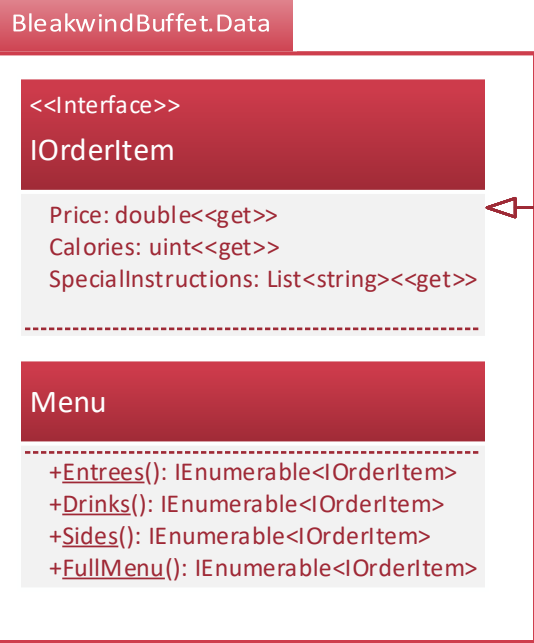 BleakwindBuffet.Data
<<Interface>>
IOrderItem
Price: double<<get>>
Calories: uint<<get>>
SpecialInstructions: List<string><<get>>
Menu
+Entrees(): IEnumerable<IOrderItem>
+Drinks(): IEnumerable<IOrderItem>
+Sides(): IEnumerable<IOrderItem>
+FullMenu(): IEnumerable<IOrderItem>